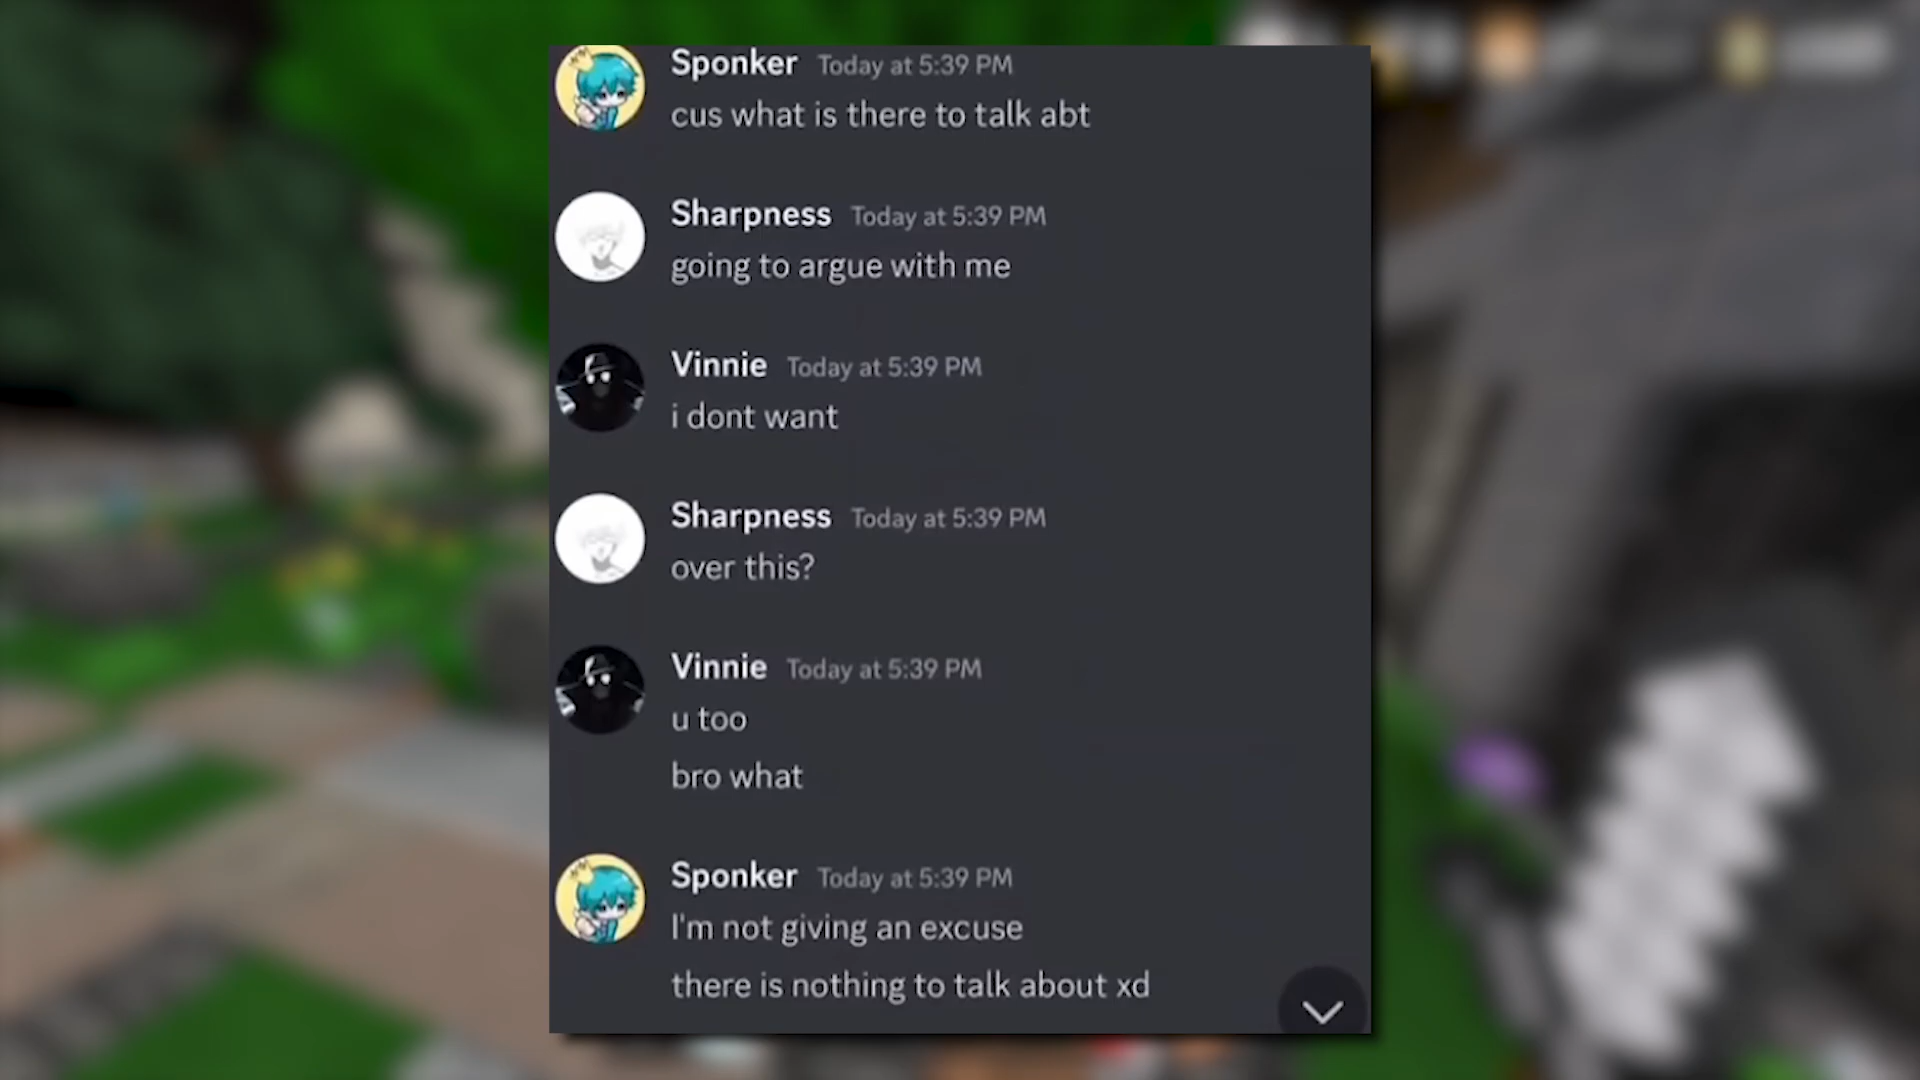 Sponker Today at 5:39 PM
cus what is there to talk abt
Sharpness Today at 5:39 PM
going to argue with me
Vinnie Today at 5:39 PM
i dont want
Sharpness Today at 5:39 PM
over this?
Vinnie Today at 5:39 PM
u too
bro what
Sponker Today at 5:39 PM
I'm not giving an excuse
there is nothing to talk about xd